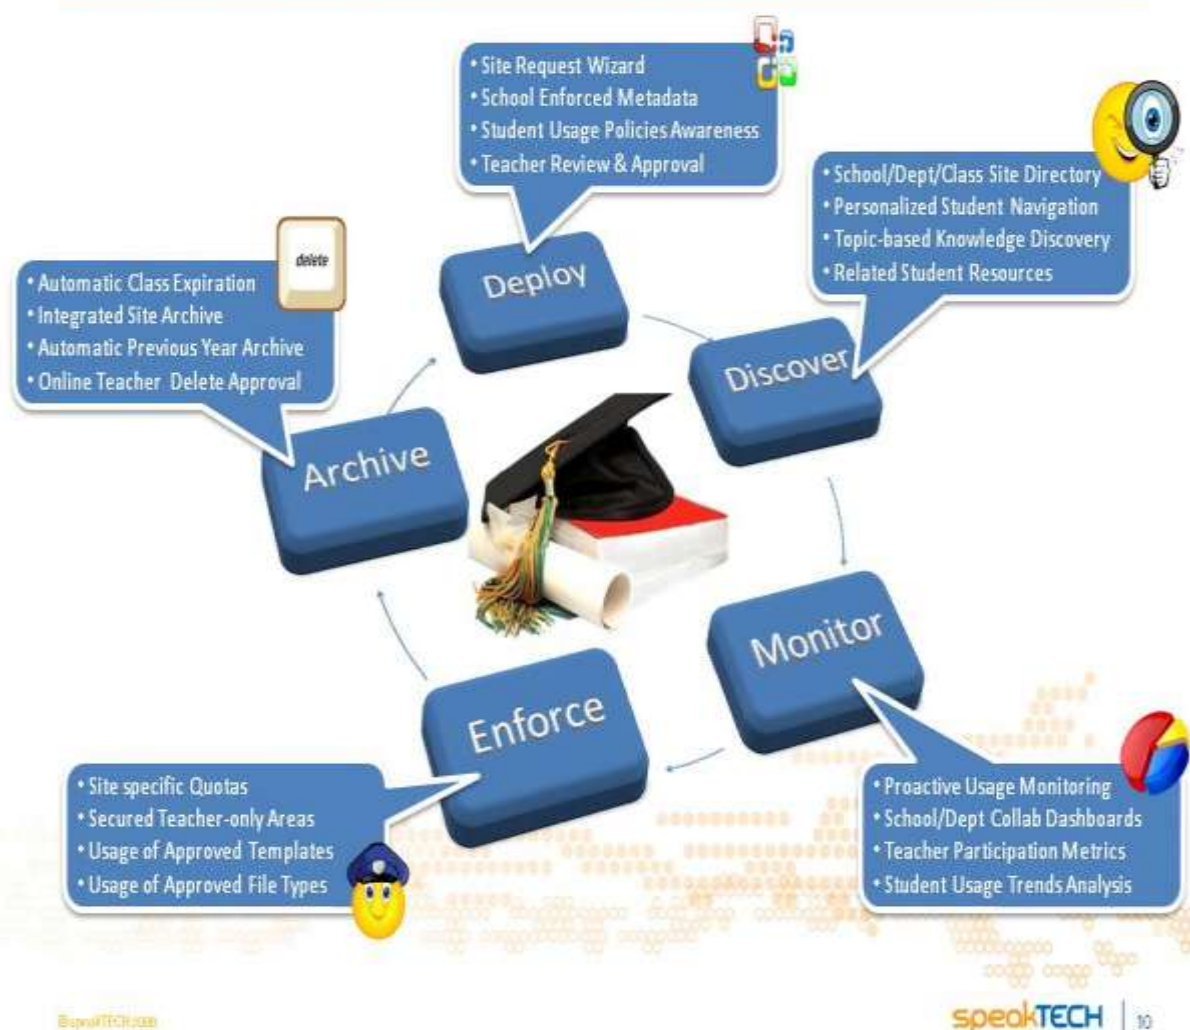 • Site Request Wizard
• School Enforced Metadata
• Student Usage Policies Awareness
• Teacher Review & Approval
• School/Dept/Class Site Directory
• Personalized Student Navigation
• Topic-based Knowledge Discovery
• Related Student Resources
delete
• Automatic Class Expiration
• Integrated Site Archive
• Automatic Previous Year Archive
• Online Teacher Delete Approval
Deploy
Discover
Archive
Monitor
Enforce
• Site specific Quotas
• Secured Teacher-only Areas
• Usage of Approved Templates
• Usage of Approved File Types
• Proactive Usage Monitoring
• School/Dept Collab Dashboards
• Teacher Participation Metrics
• Student Usage Trends Analysis
speakTECH | 10